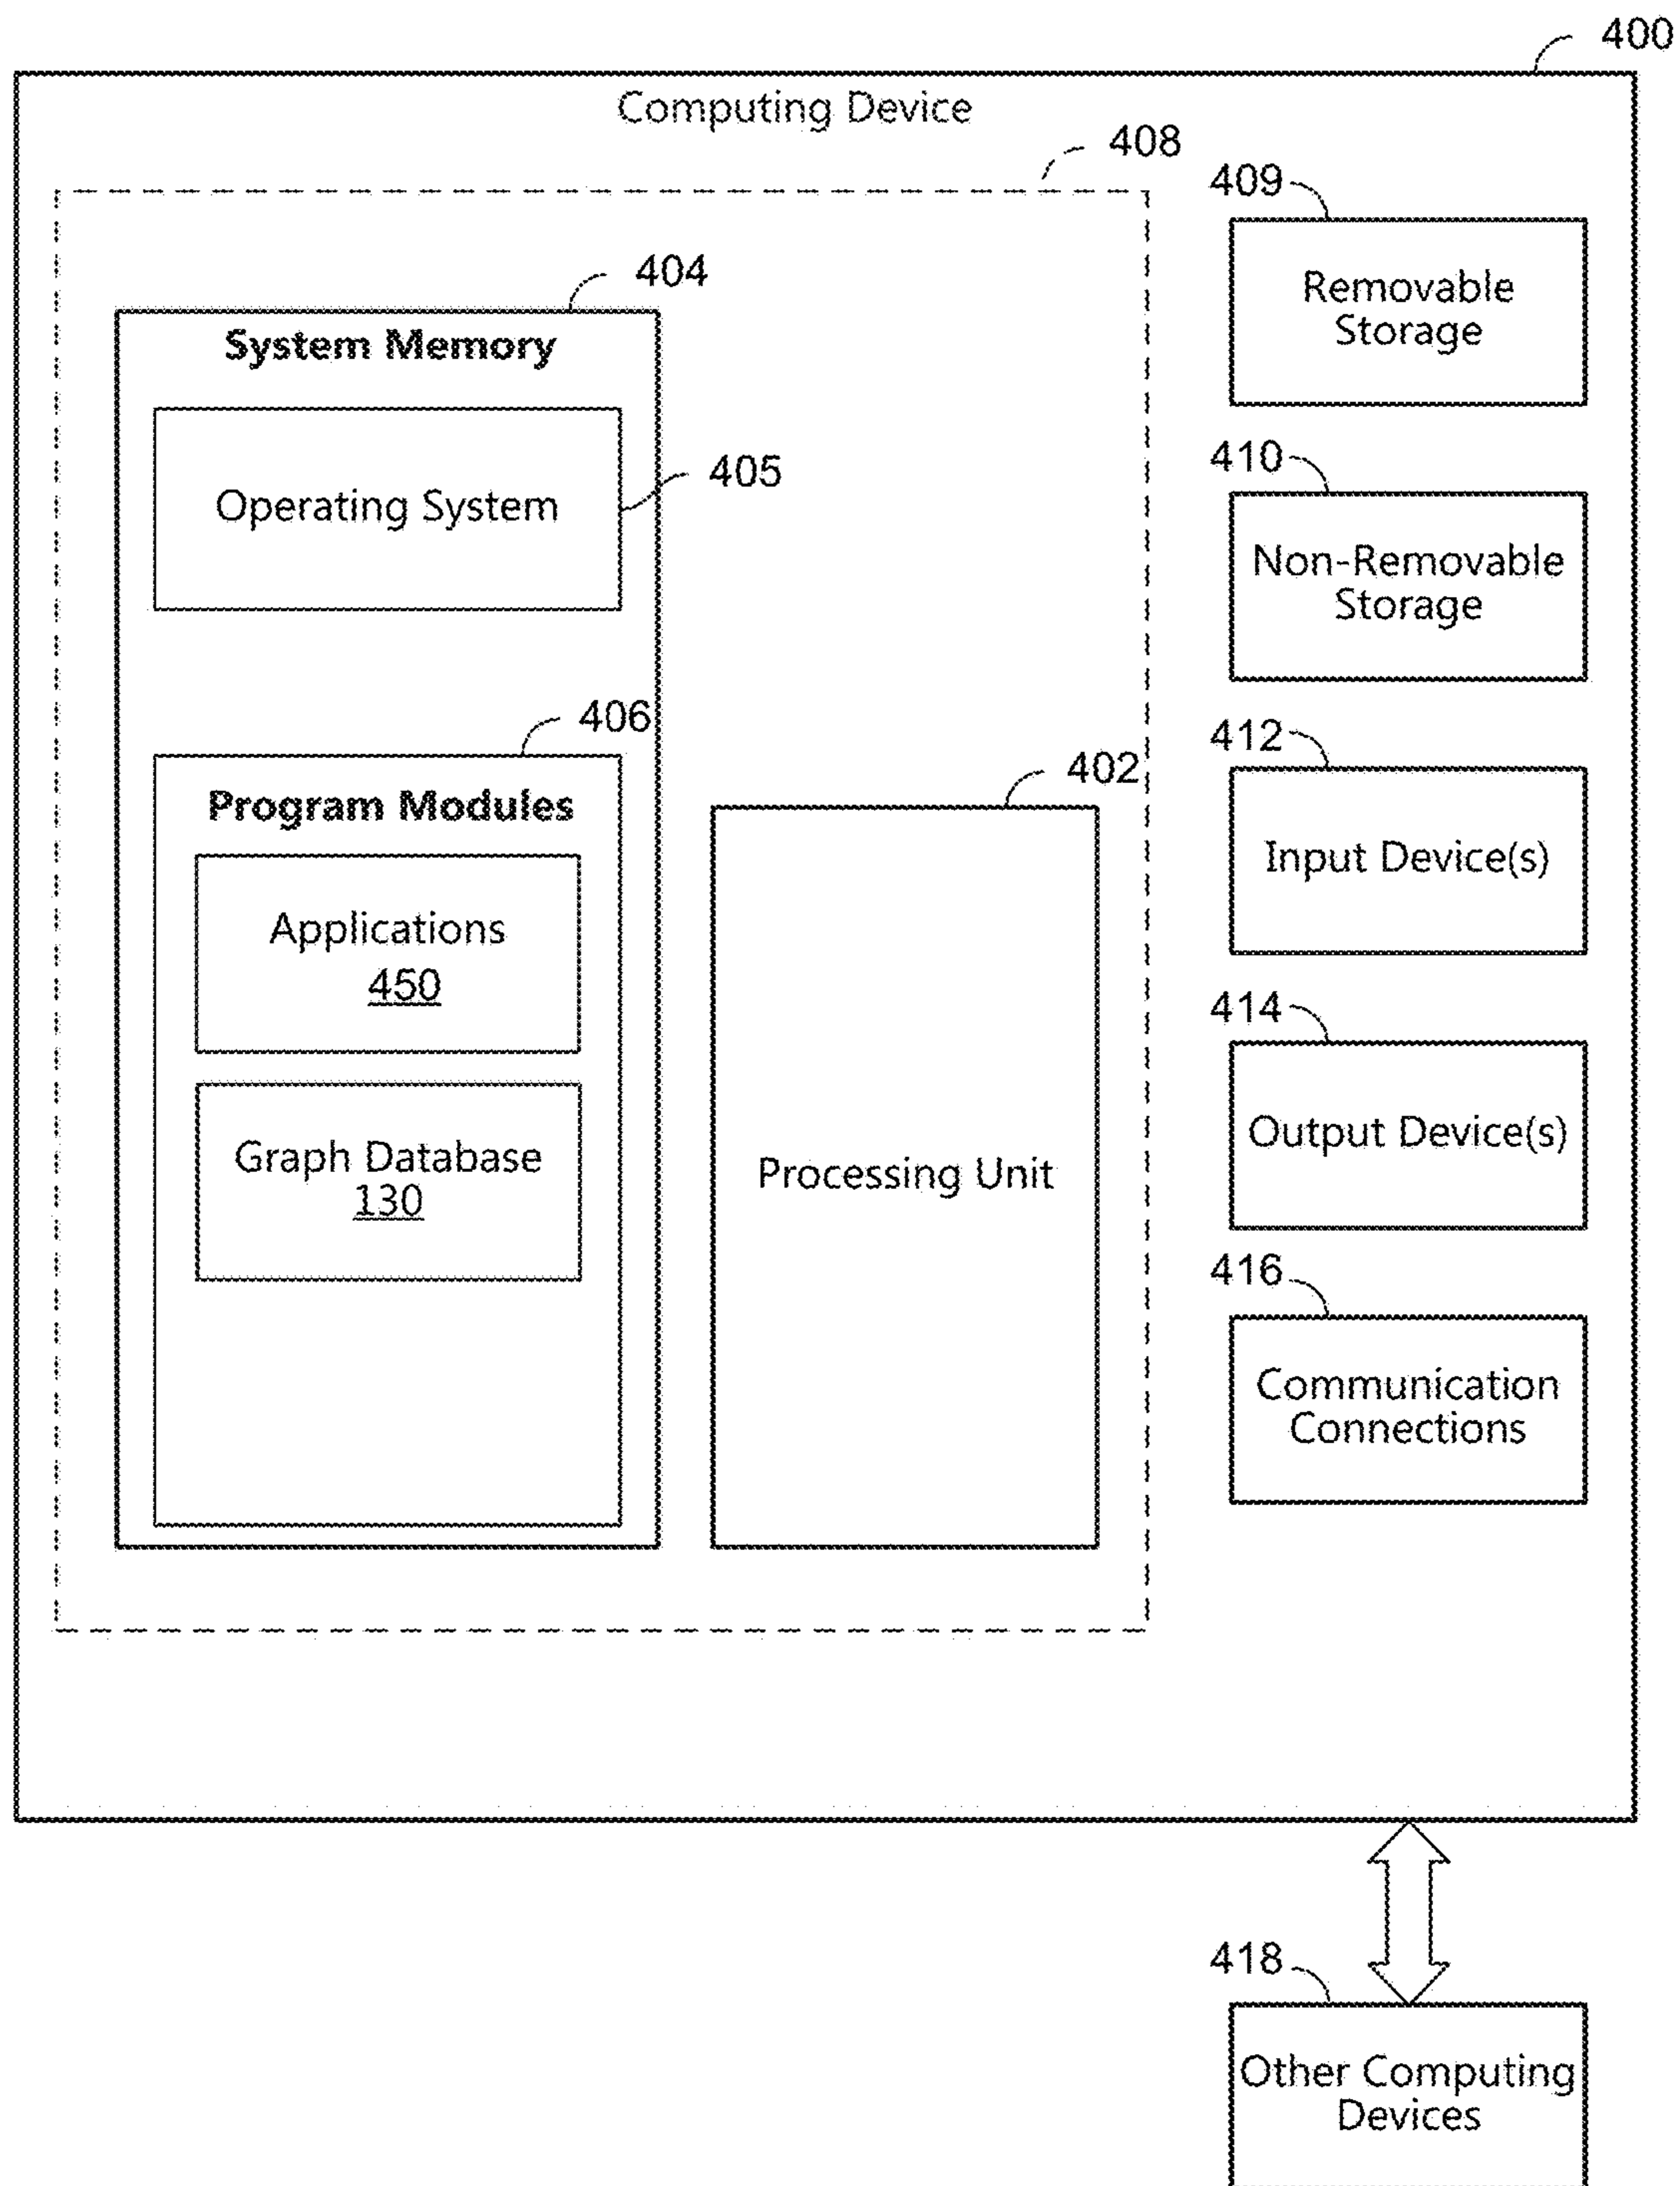 400
Computing Device
408
404
System Memory
Operating System
405
406
Program Modules
Applications
450
Graph Database
130
402
Processing Unit
409
Removable
Storage
410
Non-Removable
Storage
412
Input Device(s)
414
Output Device(s)
416
Communication
Connections
418
Other Computing
Devices